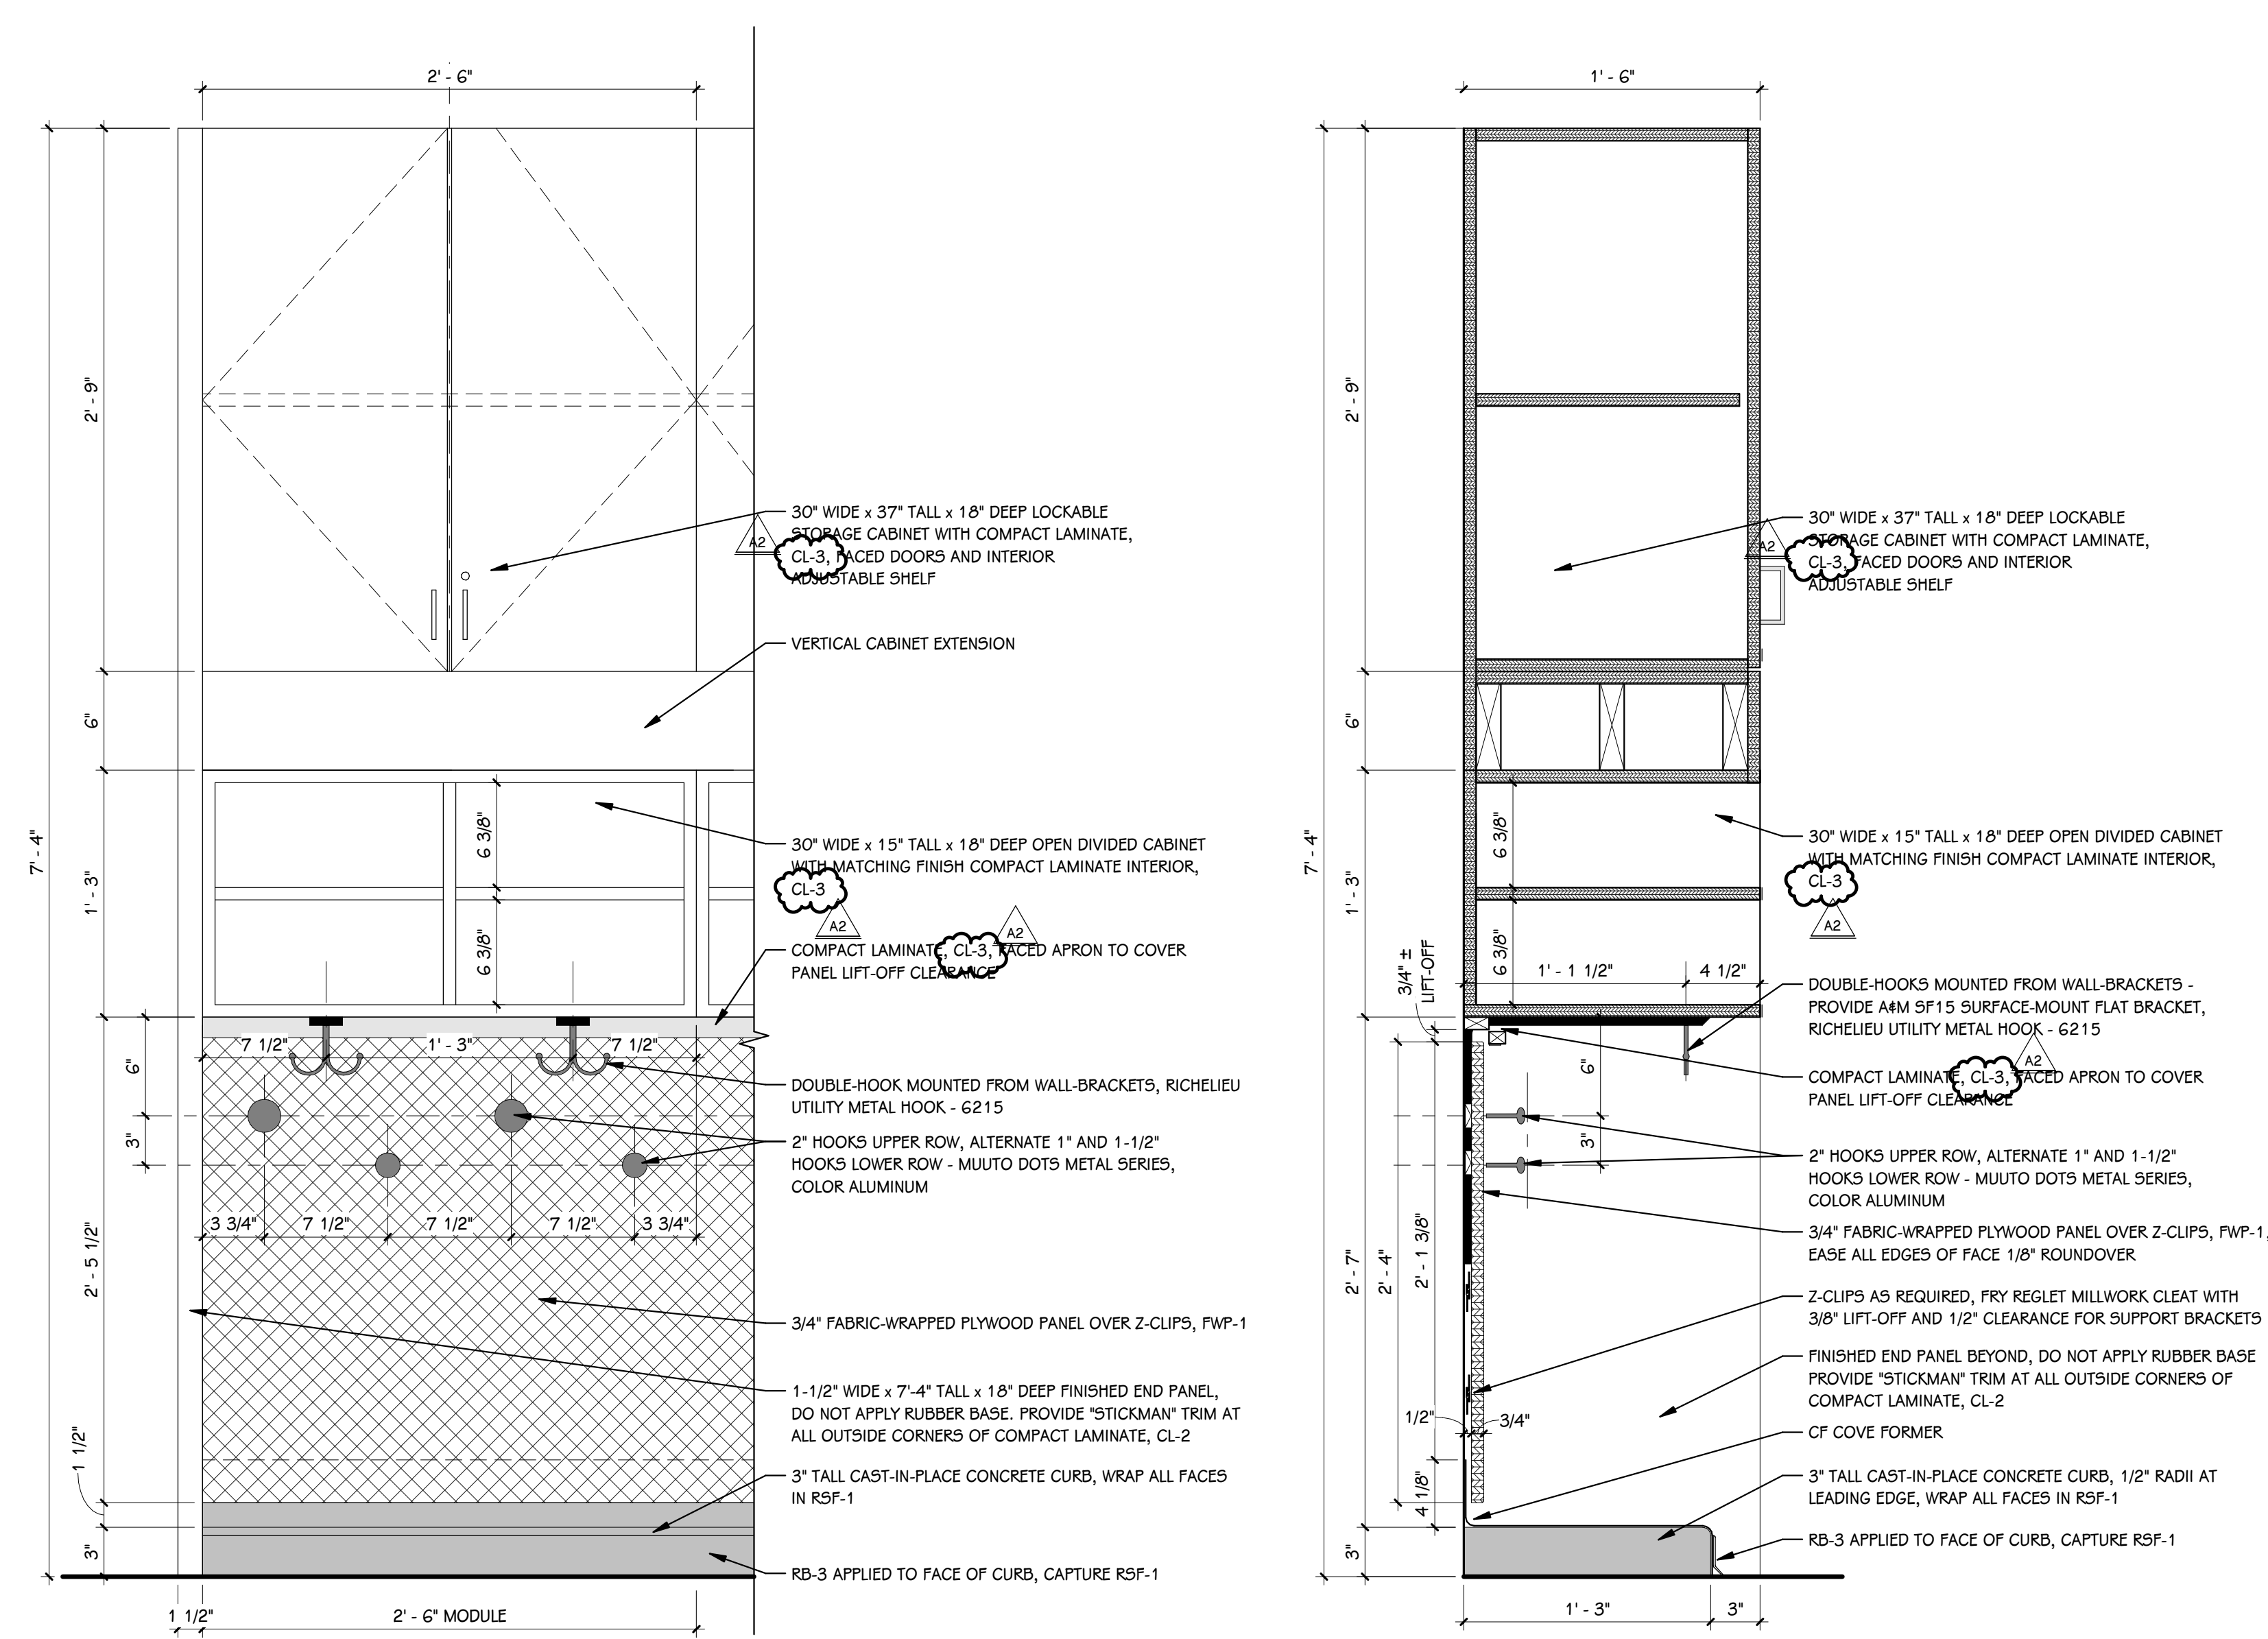 2' - 6"
7' - 4"
2' - 9"
6"
1' - 3"
6"
3"
2' - 5 1/2"
1 1/2"
3"
6 3/8"
6 3/8"
7 1/2"
1' - 3"
7 1/2"
3 3/4"
7 1/2"
7 1/2"
7 1/2"
3 3/4"
1 1/2"
2' - 6" MODULE
30" WIDE x 37" TALL x 18" DEEP LOCKABLE
STORAGE CABINET WITH COMPACT LAMINATE,
CL-3, FACED DOORS AND INTERIOR
ADJUSTABLE SHELF
A2
VERTICAL CABINET EXTENSION
30" WIDE x 15" TALL x 18" DEEP OPEN DIVIDED CABINET
WITH MATCHING FINISH COMPACT LAMINATE INTERIOR,
CL-3
A2
A2
COMPACT LAMINATE, CL-3, FACED APRON TO COVER
PANEL LIFT-OFF CLEARANCE
DOUBLE-HOOK MOUNTED FROM WALL-BRACKETS, RICHELIEU
UTILITY METAL HOOK - 6215
2" HOOKS UPPER ROW, ALTERNATE 1" AND 1-1/2"
HOOKS LOWER ROW - MUUTO DOTS METAL SERIES,
COLOR ALUMINUM
3/4" FABRIC-WRAPPED PLYWOOD PANEL OVER Z-CLIPS, FWP-1
1-1/2" WIDE x 7'-4" TALL x 18" DEEP FINISHED END PANEL,
DO NOT APPLY RUBBER BASE. PROVIDE "STICKMAN" TRIM AT
ALL OUTSIDE CORNERS OF COMPACT LAMINATE, CL-2
3" TALL CAST-IN-PLACE CONCRETE CURB, WRAP ALL FACES
IN RSF-1
RB-3 APPLIED TO FACE OF CURB, CAPTURE RSF-1
1' - 6"
7' - 4"
2' - 9"
6"
1' - 3"
2' - 7"
3"
3/4" ±
LIFT-OFF
2' - 4"
2' - 1 3/8"
4 1/8"
6 3/8"
6 3/8"
1' - 1 1/2"
4 1/2"
6"
3"
1/2"
3/4"
1' - 3"
3"
30" WIDE x 37" TALL x 18" DEEP LOCKABLE
STORAGE CABINET WITH COMPACT LAMINATE,
CL-3, FACED DOORS AND INTERIOR
ADJUSTABLE SHELF
A2
30" WIDE x 15" TALL x 18" DEEP OPEN DIVIDED CABINET
WITH MATCHING FINISH COMPACT LAMINATE INTERIOR,
CL-3
A2
DOUBLE-HOOKS MOUNTED FROM WALL-BRACKETS -
PROVIDE A&M SF15 SURFACE-MOUNT FLAT BRACKET,
RICHELIEU UTILITY METAL HOOK - 6215
A2
COMPACT LAMINATE, CL-3, FACED APRON TO COVER
PANEL LIFT-OFF CLEARANCE
2" HOOKS UPPER ROW, ALTERNATE 1" AND 1-1/2"
HOOKS LOWER ROW - MUUTO DOTS METAL SERIES,
COLOR ALUMINUM
3/4" FABRIC-WRAPPED PLYWOOD PANEL OVER Z-CLIPS, FWP-1,
EASE ALL EDGES OF FACE 1/8" ROUNDOVER
Z-CLIPS AS REQUIRED, FRY REGLET MILLWORK CLEAT WITH
3/8" LIFT-OFF AND 1/2" CLEARANCE FOR SUPPORT BRACKETS
FINISHED END PANEL BEYOND, DO NOT APPLY RUBBER BASE
PROVIDE "STICKMAN" TRIM AT ALL OUTSIDE CORNERS OF
COMPACT LAMINATE, CL-2
CF COVE FORMER
3" TALL CAST-IN-PLACE CONCRETE CURB, 1/2" RADII AT
LEADING EDGE, WRAP ALL FACES IN RSF-1
RB-3 APPLIED TO FACE OF CURB, CAPTURE RSF-1